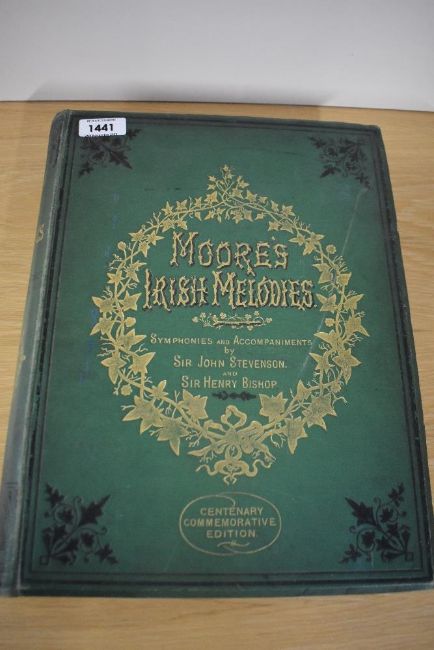 1441
MOORE'S
IRISH MELODIES.
SYMPHONIES AND ACCOMPANIMENTS
by
SIR JOHN STEVENSON.
AND
SIR HENRY BISHOP
CENTENARY
COMMEMORATIVE
EDITION.